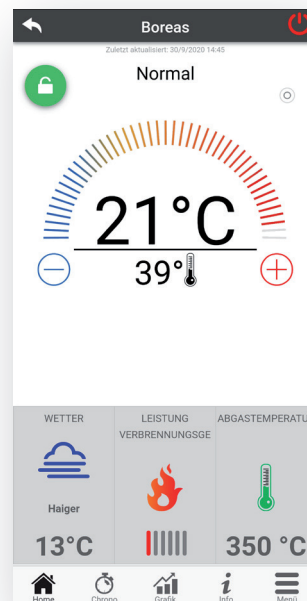 Boreas
Zuletzt aktualisiert: 30/9/2020 14:45
Normal
21°C
39°
WETTER
Haiger
13°C
LEISTUNG
VERBRENNUNGSGE
ABGASTEMPERATU
350 °C
Home
Chrono
Grafik
Info
Menü